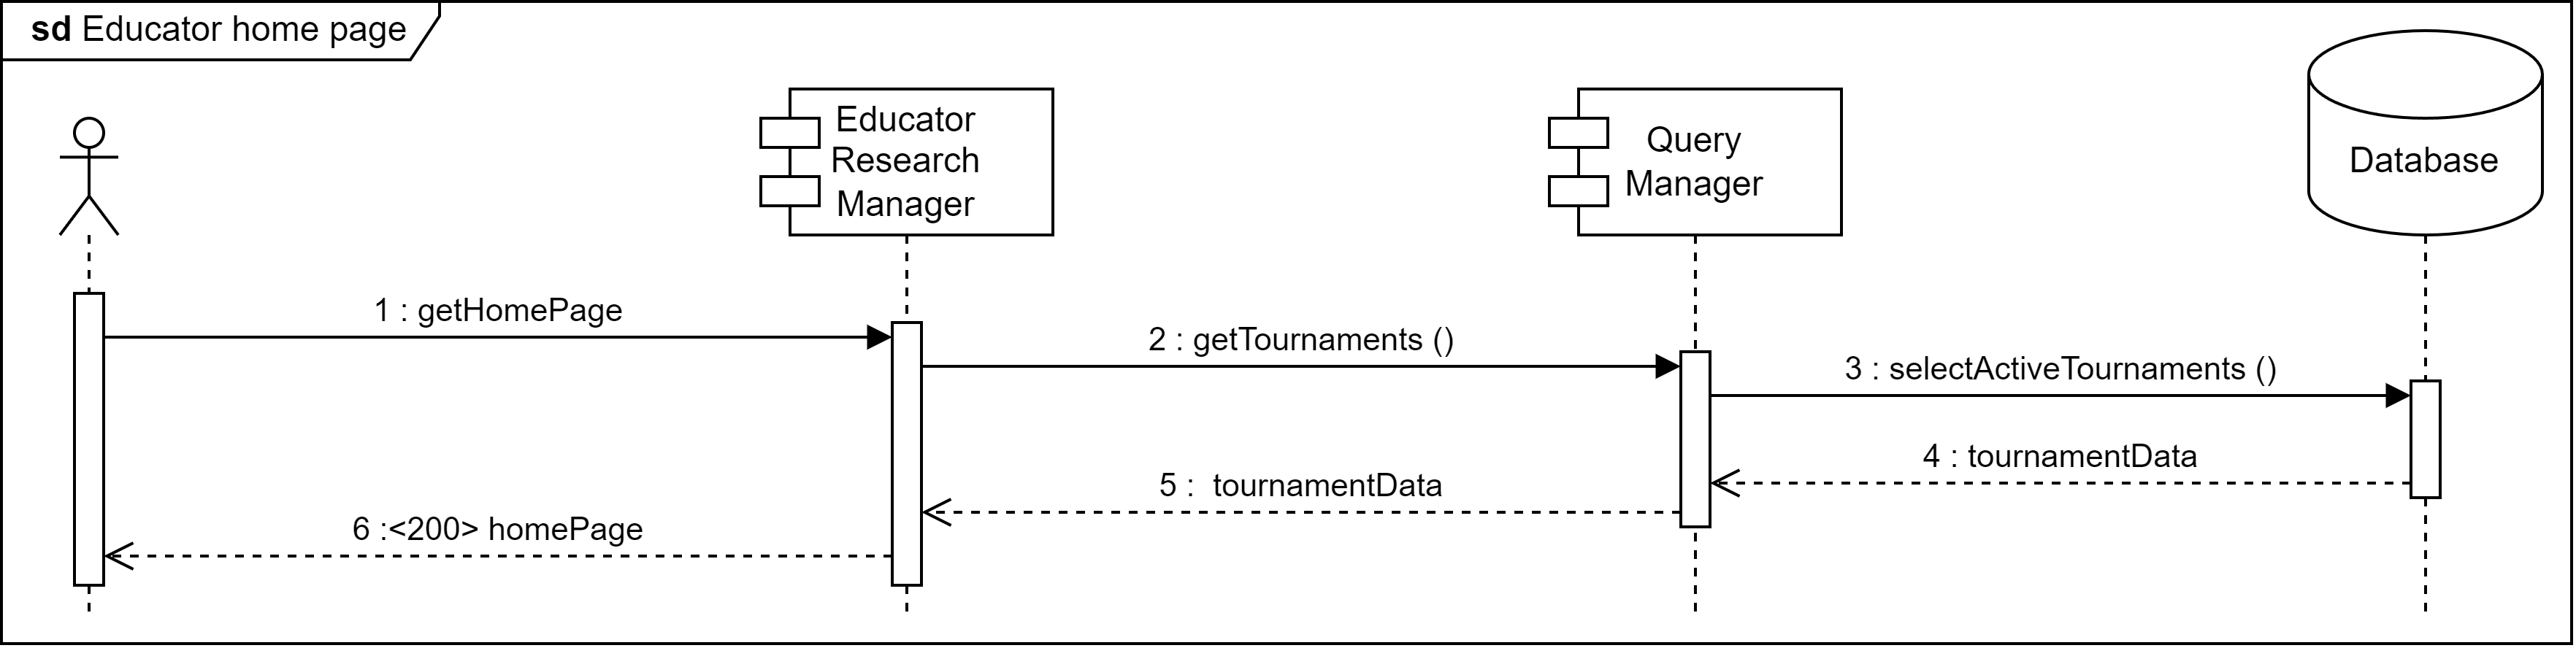 sd Educator home page
Educator
Research
Manager
Query
Manager
Database
1 : getHomePage
2 : getTournaments ()
3 : selectActiveTournaments ()
4 : tournamentData
5 :  tournamentData
6 :<200> homePage